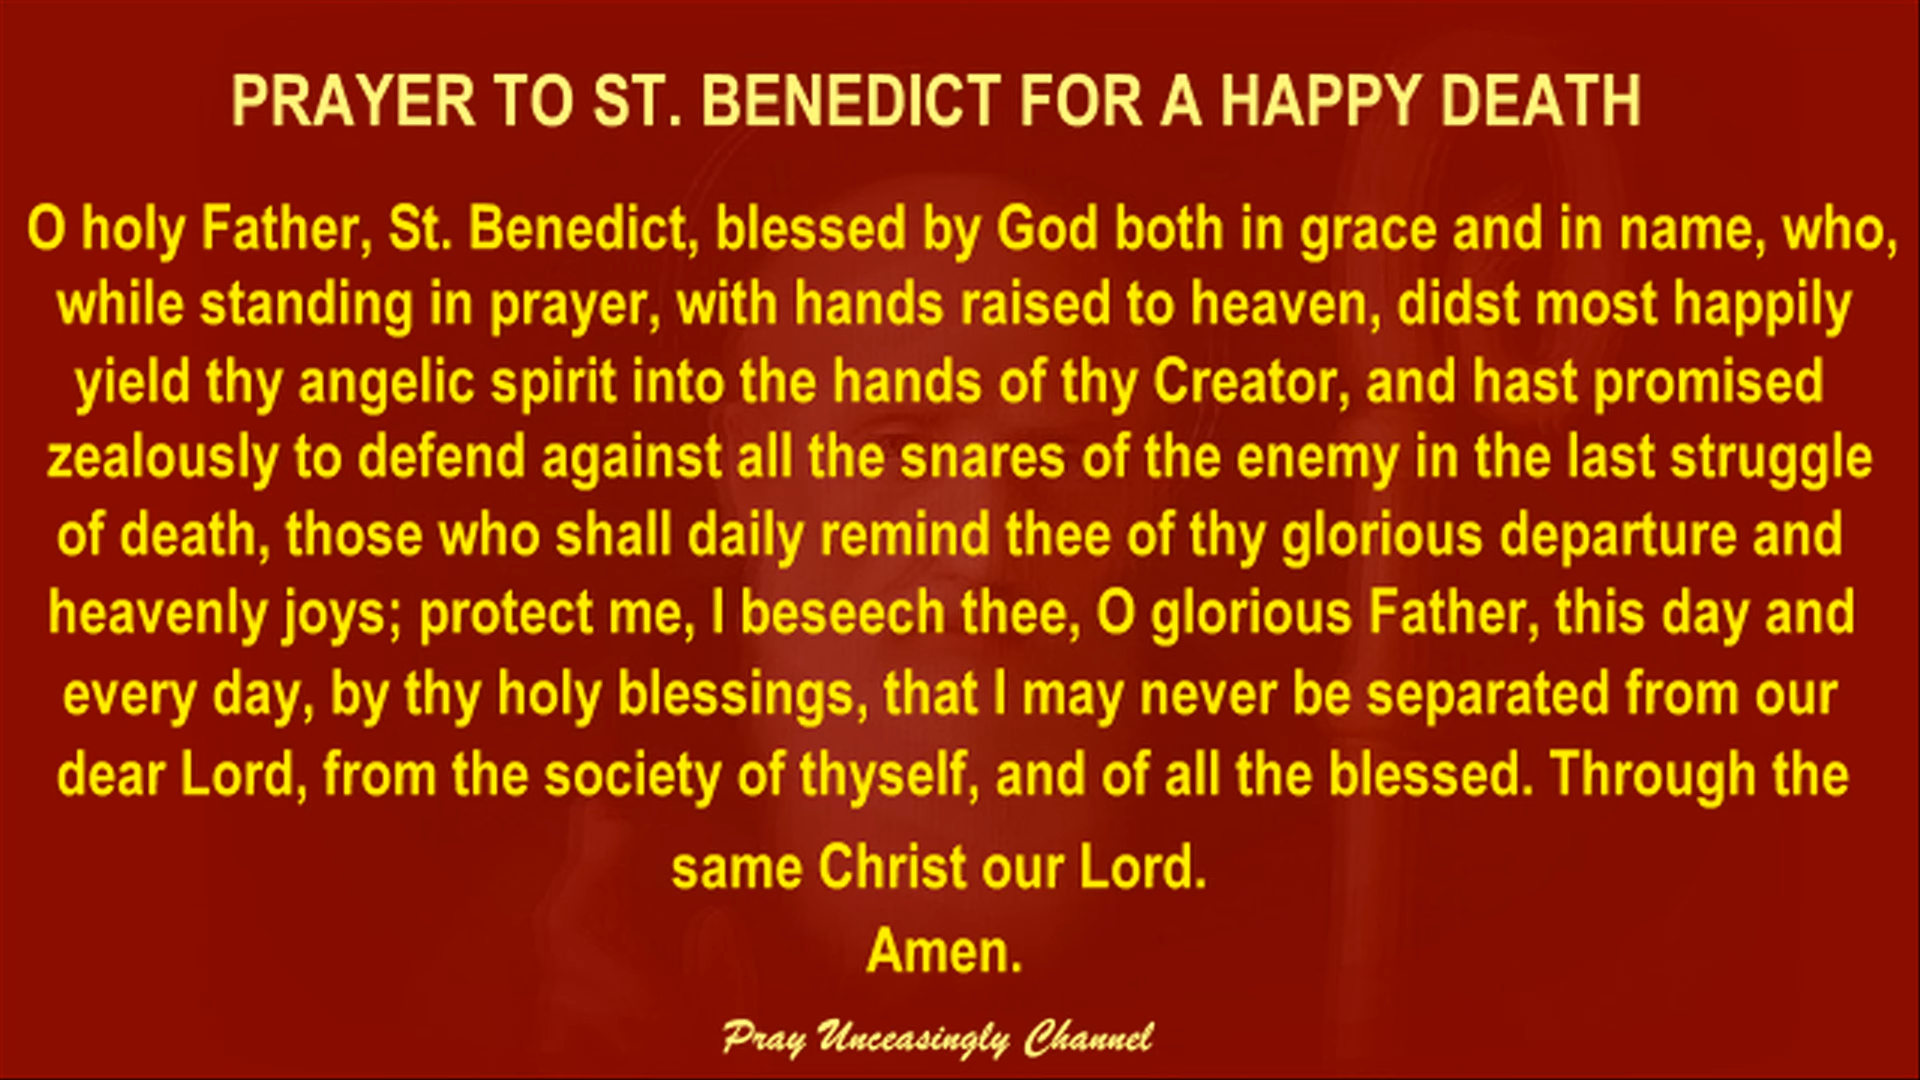 PRAYER TO ST. BENEDICT FOR A HAPPY DEATH
O holy Father, St. Benedict, blessed by God both in grace and in name, who,
while standing in prayer, with hands raised to heaven, didst most happily
yield thy angelic spirit into the hands of thy Creator, and hast promised
zealously to defend against all the snares of the enemy in the last struggle
of death, those who shall daily remind thee of thy glorious departure and
heavenly joys; protect me, I beseech thee, O glorious Father, this day and
every day, by thy holy blessings, that I may never be separated from our
dear Lord, from the society of thyself, and of all the blessed. Through the
same Christ our Lord.
Amen.
Pray Unceasingly Channel